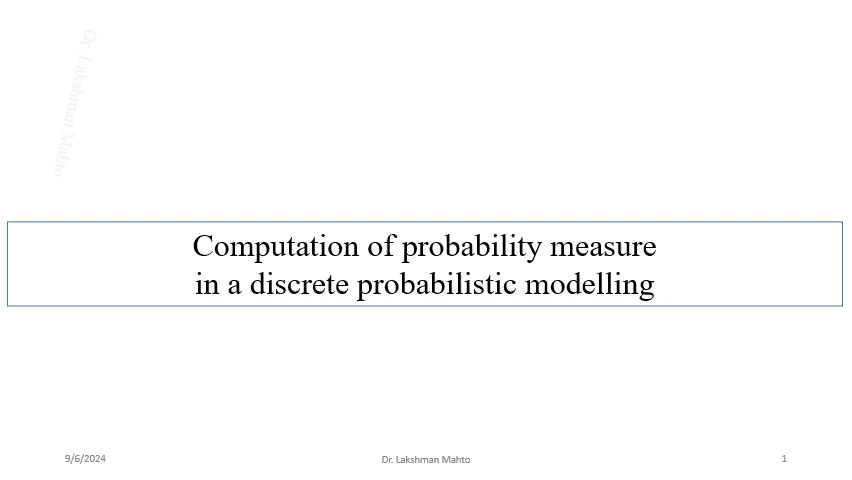 Dr. Lakshman Mahto
Computation of probability measure
in a discrete probabilistic modelling
9/6/2024
Dr. Lakshman Mahto
1